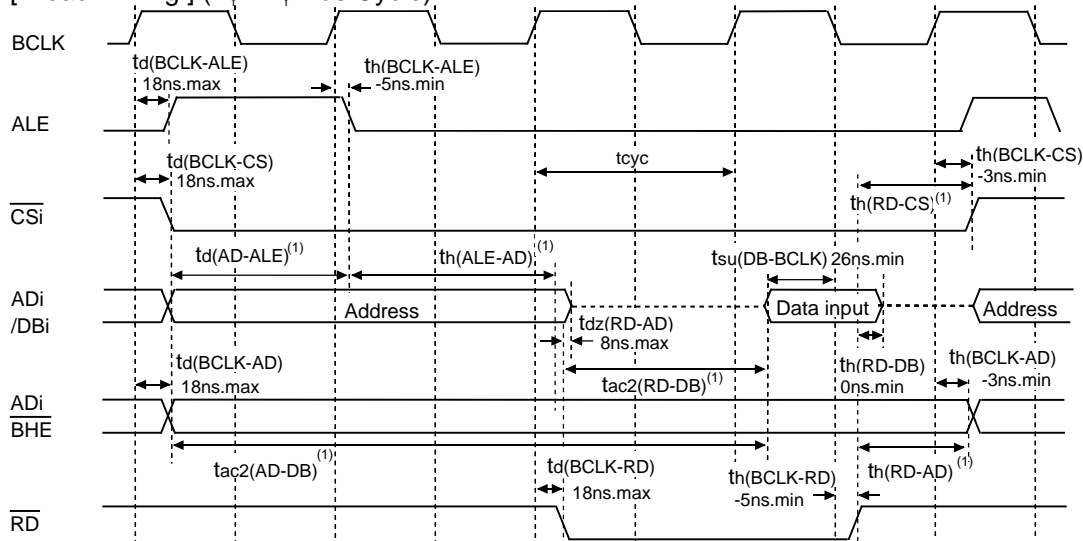 BCLK
td(BCLK-ALE)
18ns.max
th(BCLK-ALE)
-5ns.min
ALE
td(BCLK-CS)
18ns.max
tcyc
th(BCLK-CS)
-3ns.min
th(RD-CS)(1)
CSi
td(AD-ALE)(1)
th(ALE-AD)(1)
tsu(DB-BCLK) 26ns.min
ADi
/DBi
Address
Data input
Address
tdz(RD-AD)
8ns.max
td(BCLK-AD)
18ns.max
tac2(RD-DB)(1)
th(RD-DB)
0ns.min
th(BCLK-AD)
-3ns.min
ADi
BHE
tac2(AD-DB)(1)
td(BCLK-RD)
18ns.max
th(BCLK-RD)
-5ns.min
th(RD-AD)(1)
RD